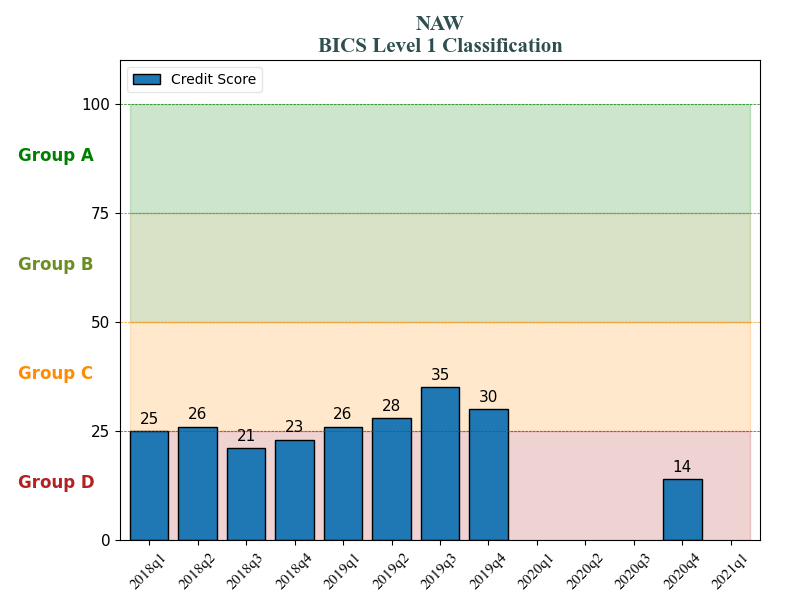 NAW
BICS Level 1 Classification
Credit Score
100
Group A
75
Group B
50
Group C
25
Group D
0
25
26
21
23
26
28
35
30
14
2018q1
2018q2
2018q3
2018q4
2019q1
2019q2
2019q3
2019q4
2020q1
2020q2
2020q3
2020q4
2021q1